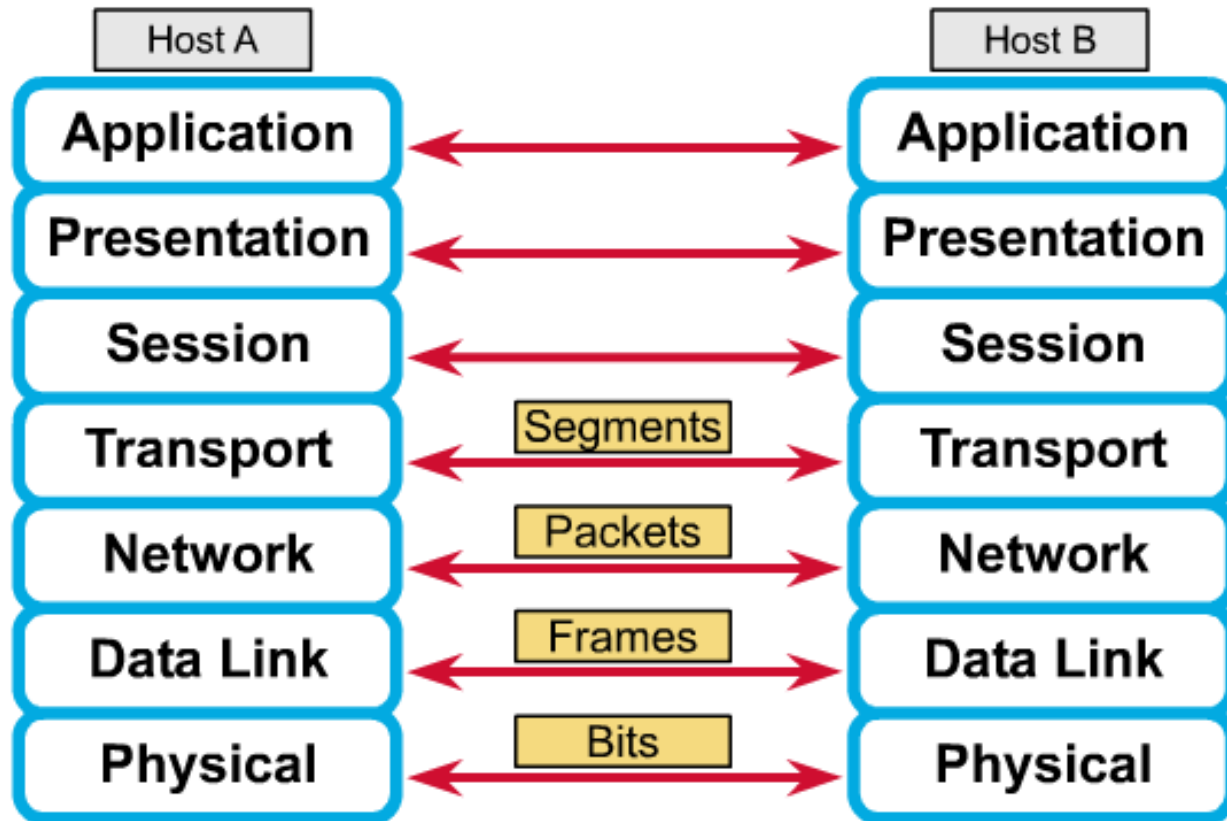 Host A
Host B
Application
Application
Presentation
Presentation
Session
Session
Segments
Transport
Transport
Packets
Network
Network
Frames
Data Link
Data Link
Bits
Physical
Physical